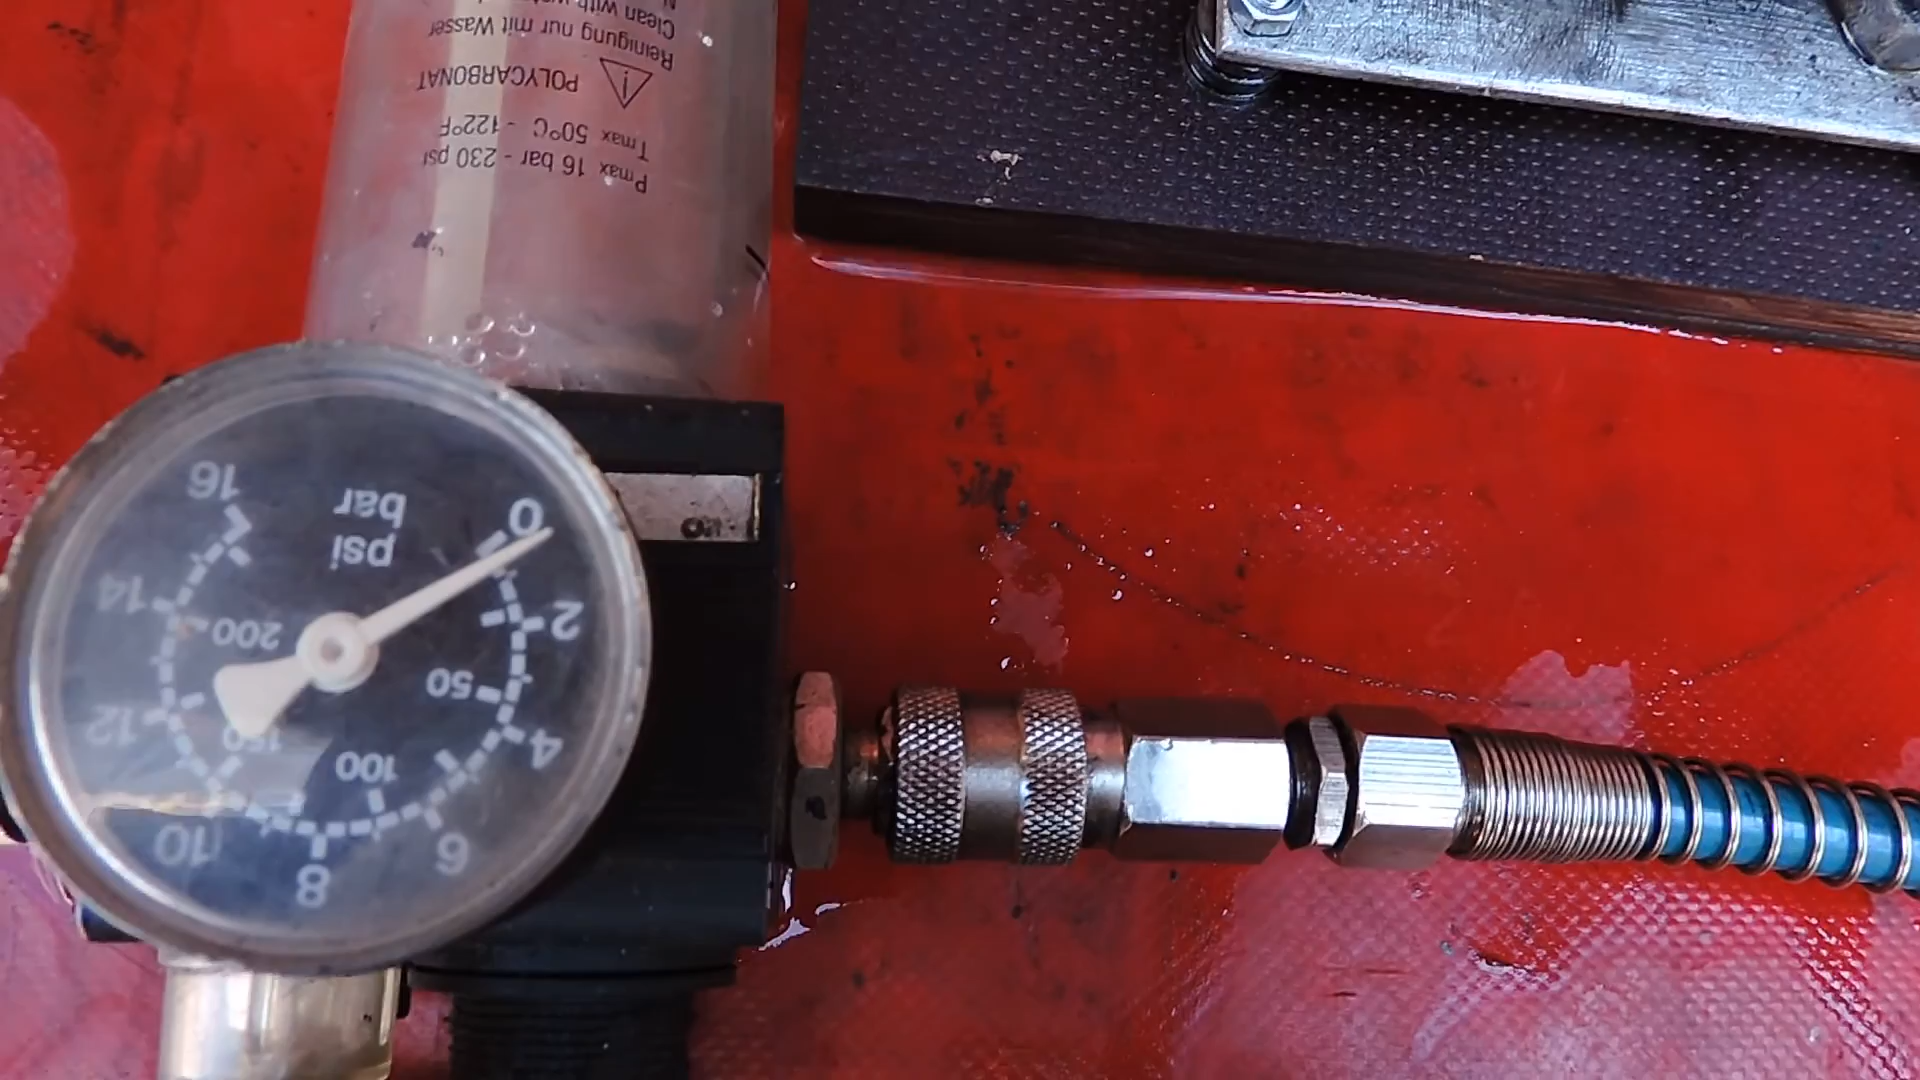 Pmax 16 bar - 230 psi
Tmax 50°C - 122°F
POLYCARBONAT
Reinigung nur mit Wasser
Clean with
8
10
6
12
150
100
4
50
14
200
2
psi
bar
16
0